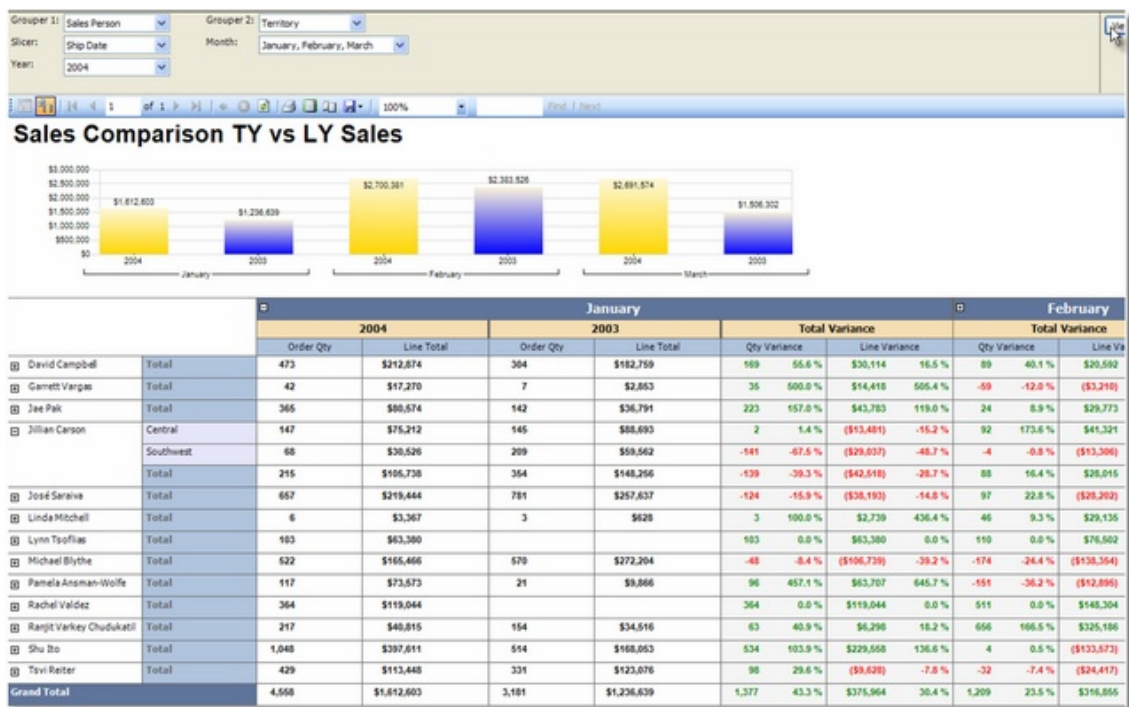 Grouper 1: Sales Person Grouper 2: Territory
Slicer: Ship Date Month: January, February, March
Year: 2004
1 of 1 100% Find | Next
Sales Comparison TY vs LY Sales
$3,000,000
$2,500,000
$2,000,000
$1,500,000
$1,000,000
$500,000
$0
$1,612,603 $1,236,639 $2,700,381 $2,383,526 $2,691,574 $1,506,302
2004 2003 2004 2003 2004 2003
January February March
January February
2004 2003 Total Variance Total Variance
Order Qty Line Total Order Qty Line Total Qty Variance Line Variance Qty Variance Line Va
David Campbell Total 473 $212,874 304 $182,759 169 55.6 % $30,114 16.5 % 89 40.1 % $20,592
Garrett Vargas Total 42 $17,270 7 $2,853 35 500.0 % $14,418 505.4 % -59 -12.0 % ($3,210)
Jae Pak Total 365 $80,574 142 $36,791 223 157.0 % $43,783 119.0 % 24 8.9 % $29,773
Jillian Carson Central 147 $75,212 145 $88,693 2 1.4 % ($13,481) -15.2 % 92 173.6 % $41,321
Southwest 68 $30,526 209 $59,562 -141 -67.5 % ($29,037) -48.7 % -4 -0.8 % ($13,306)
Total 215 $105,738 354 $148,256 -139 -39.3 % ($42,518) -28.7 % 88 16.4 % $28,015
José Saraiva Total 657 $219,444 781 $257,637 -124 -15.9 % ($38,193) -14.8 % 97 22.8 % ($28,202)
Linda Mitchell Total 6 $3,367 3 $628 3 100.0 % $2,739 436.4 % 46 9.3 % $29,135
Lynn Tsoflias Total 103 $63,380 103 0.0 % $63,380 0.0 % 110 0.0 % $76,502
Michael Blythe Total 522 $165,466 570 $272,204 -48 -8.4 % ($106,739) -39.2 % -174 -24.4 % ($138,354)
Pamela Ansman-Wolfe Total 117 $73,573 21 $9,866 96 457.1 % $63,707 645.7 % -151 -36.2 % ($12,895)
Rachel Valdez Total 364 $119,044 364 0.0 % $119,044 0.0 % 511 0.0 % $148,304
Ranjit Varkey Chudukatil Total 217 $40,815 154 $34,516 63 40.9 % $6,298 18.2 % 656 166.5 % $325,186
Shu Ito Total 1,048 $397,611 514 $168,053 534 103.9 % $229,558 136.6 % 4 0.5 % ($133,573)
Tsvi Reiter Total 429 $113,448 331 $123,076 98 29.6 % ($9,628) -7.8 % -32 -7.4 % ($24,417)
Grand Total 4,558 $1,612,603 3,181 $1,236,639 1,377 43.3 % $375,964 30.4 % 1,209 23.5 % $316,855